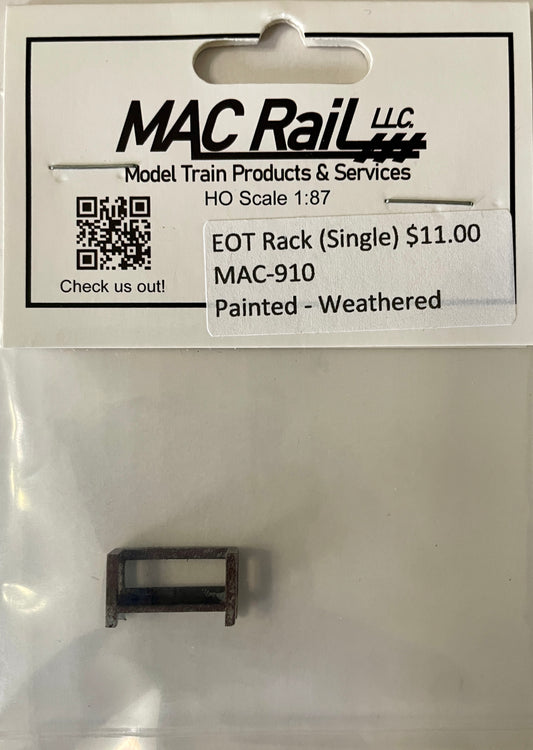 MAC RaiL LLC.
Model Train Products & Services
HO Scale 1:87
Check us out!
EOT Rack (Single) $11.00
MAC-910
Painted - Weathered